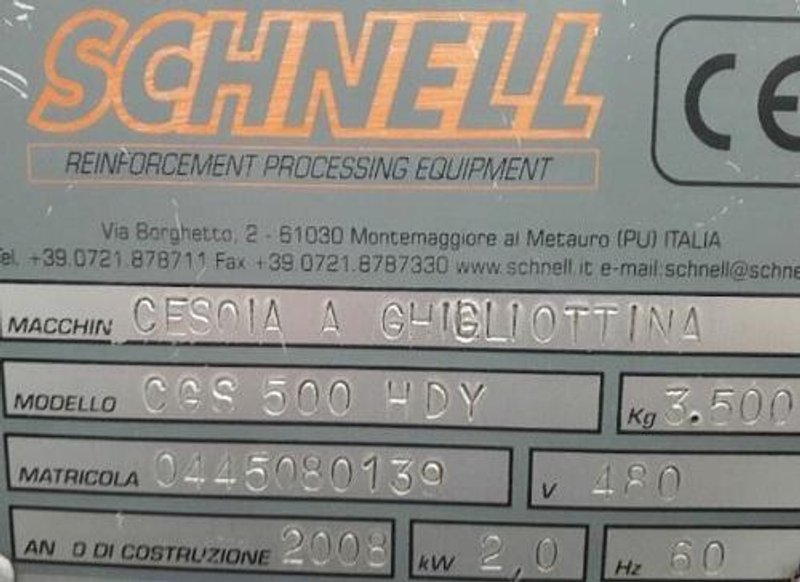 SCHNELL
CE
REINFORCEMENT PROCESSING EQUIPMENT
Via Borghetto, 2 - 61030 Montemaggiore al Metauro (PU) ITALIA
Tel. +39.0721.878711 Fax +39.0721.8787330 www.schnell.it e-mail:schnell@schne
MACCHIN CESOIA A GHIGLIOTTINA
MODELLO CGS 500 HDY Kg 3.500
MATRICOLA 0445080139 V 480
AN O DI COSTRUZIONE 2008 kW 2,0 Hz 60